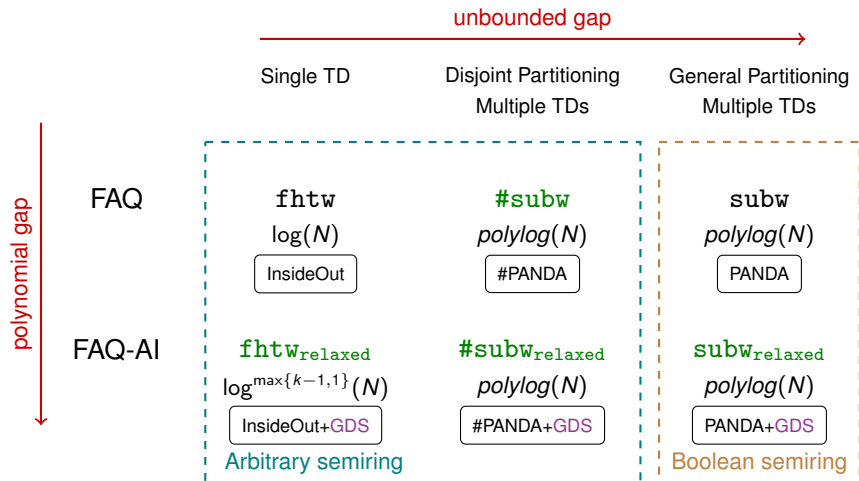 unbounded gap
Single TD
Disjoint Partitioning
Multiple TDs
General Partitioning
Multiple TDs
polynomial gap
FAQ
fhtw
#subw
subw
log(N)
polylog(N)
polylog(N)
InsideOut
#PANDA
PANDA
FAQ-AI
fhtw_relaxed
#subw_relaxed
subw_relaxed
log^max{k−1,1}(N)
polylog(N)
polylog(N)
InsideOut+GDS
#PANDA+GDS
PANDA+GDS
Arbitrary semiring
Boolean semiring